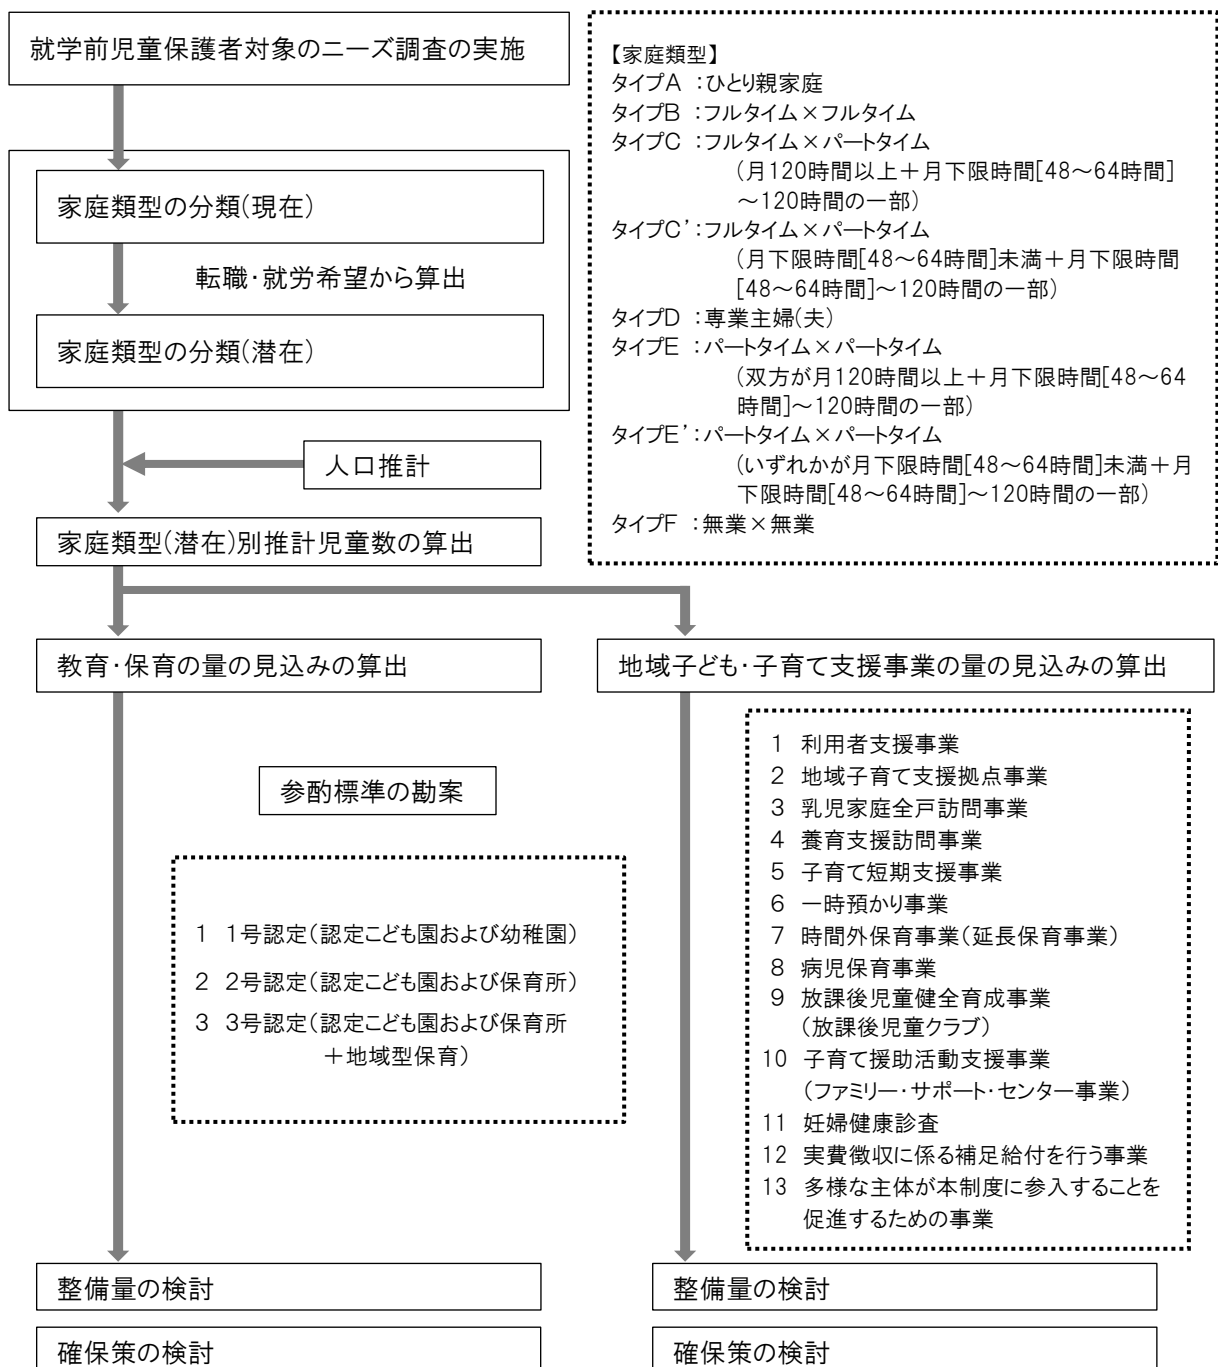 就学前児童保護者対象のニーズ調査の実施
家庭類型の分類(現在)
転職・就労希望から算出
家庭類型の分類(潜在)
人口推計
家庭類型(潜在)別推計児童数の算出
【家庭類型】
タイプA :ひとり親家庭
タイプB :フルタイム×フルタイム
タイプC :フルタイム×パートタイム
(月120時間以上+月下限時間[48~64時間]
~120時間の一部)
タイプC’:フルタイム×パートタイム
(月下限時間[48~64時間]未満+月下限時間
[48~64時間]~120時間の一部)
タイプD :専業主婦(夫)
タイプE :パートタイム×パートタイム
(双方が月120時間以上+月下限時間[48~64
時間]~120時間の一部)
タイプE’:パートタイム×パートタイム
(いずれかが月下限時間[48~64時間]未満+月
下限時間[48~64時間]~120時間の一部)
タイプF :無業×無業
教育・保育の量の見込みの算出
参酌標準の勘案
1 1号認定(認定こども園および幼稚園)
2 2号認定(認定こども園および保育所)
3 3号認定(認定こども園および保育所
+地域型保育)
整備量の検討
確保策の検討
地域子ども・子育て支援事業の量の見込みの算出
1 利用者支援事業
2 地域子育て支援拠点事業
3 乳児家庭全戸訪問事業
4 養育支援訪問事業
5 子育て短期支援事業
6 一時預かり事業
7 時間外保育事業(延長保育事業)
8 病児保育事業
9 放課後児童健全育成事業
(放課後児童クラブ)
10 子育て援助活動支援事業
(ファミリー・サポート・センター事業)
11 妊婦健康診査
12 実費徴収に係る補足給付を行う事業
13 多様な主体が本制度に参入することを
促進するための事業
整備量の検討
確保策の検討